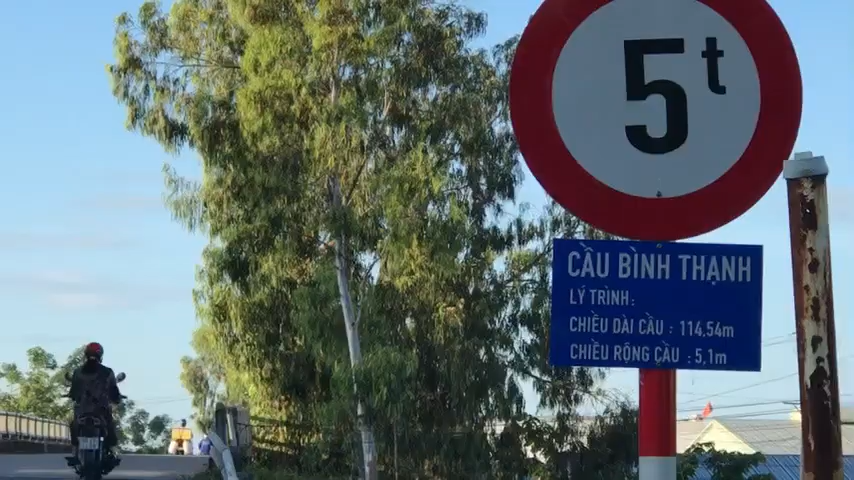 5t
CẦU BÌNH THẠNH
LÝ TRÌNH:
CHIỀU DÀI CẦU : 114,54m
CHIỀU RỘNG CẦU : 5,1m